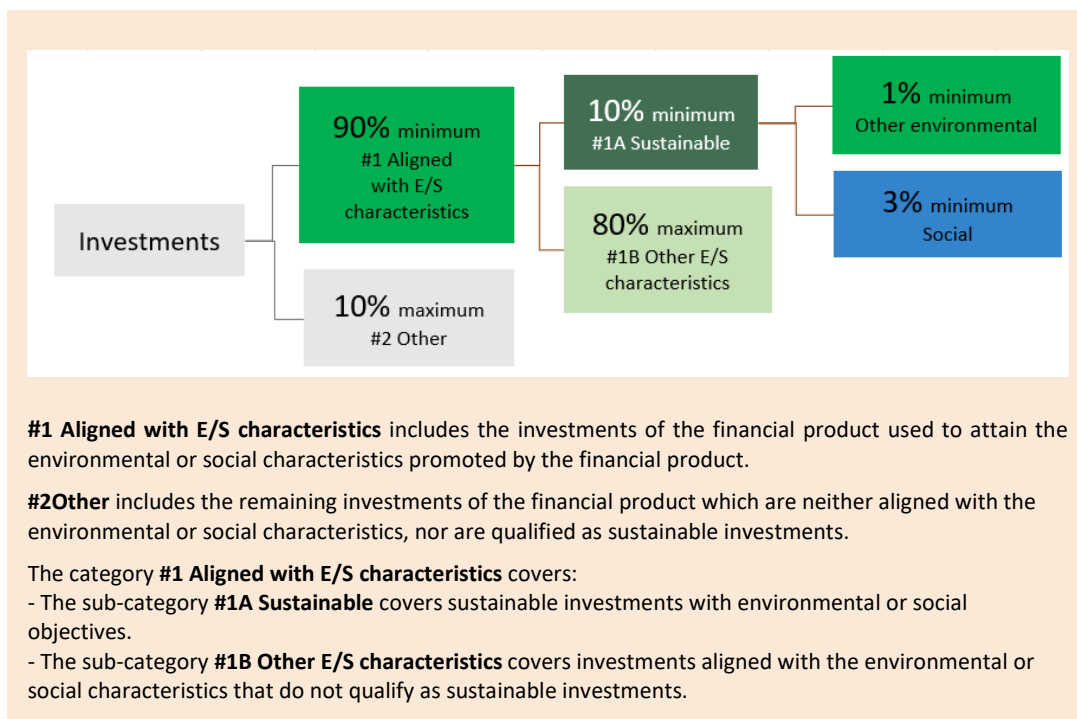 Investments
90% minimum
#1 Aligned
with E/S
characteristics
10% maximum
#2 Other
10% minimum
#1A Sustainable
80% maximum
#1B Other E/S
characteristics
1% minimum
Other environmental
3% minimum
Social
#1 Aligned with E/S characteristics includes the investments of the financial product used to attain the
environmental or social characteristics promoted by the financial product.
#2Other includes the remaining investments of the financial product which are neither aligned with the
environmental or social characteristics, nor are qualified as sustainable investments.
The category #1 Aligned with E/S characteristics covers:
- The sub-category #1A Sustainable covers sustainable investments with environmental or social
objectives.
- The sub-category #1B Other E/S characteristics covers investments aligned with the environmental or
social characteristics that do not qualify as sustainable investments.